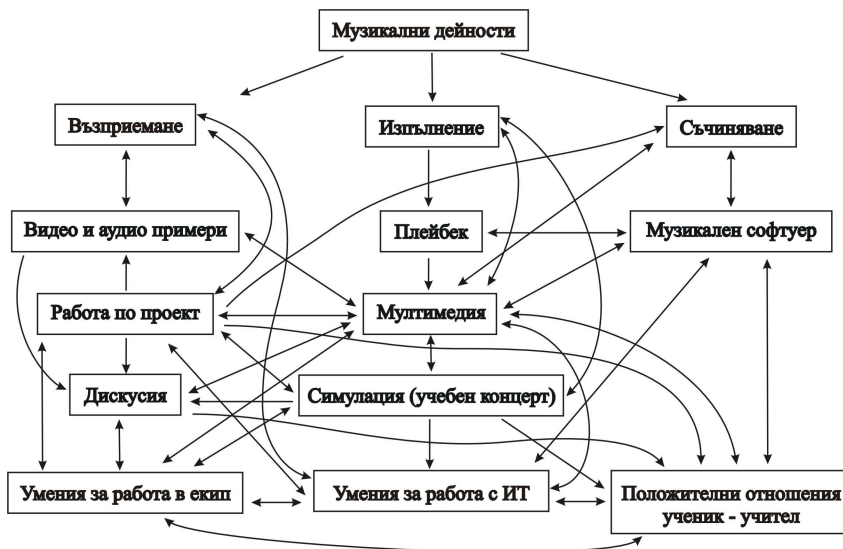 Музикални дейности
Възприемане
Изпълнение
Съчиняване
Видео и аудио примери
Плейбек
Музикален софтуер
Работа по проект
Мултимедия
Дискусия
Симулация (учебен концерт)
Умения за работа в екип
Умения за работа с ИТ
Положителни отношения
ученик - учител